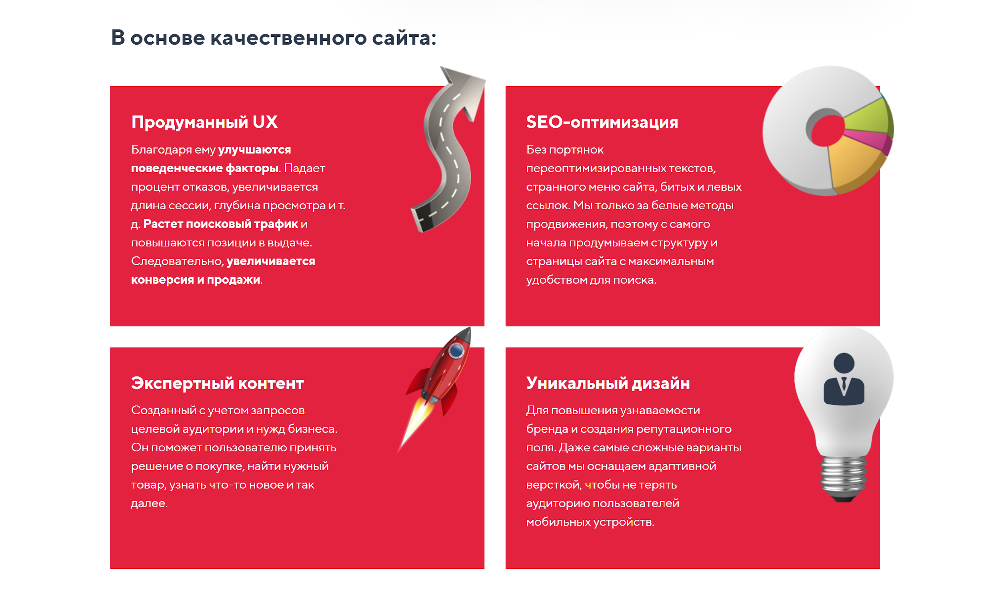 В основе качественного сайта:
Продуманный UX
Благодаря ему улучшаются
поведенческие факторы. Падает
процент отказов, увеличивается
длина сессии, глубина просмотра и т.
д. Растет поисковый трафик и
повышаются позиции в выдаче.
Следовательно, увеличивается
конверсия и продажи.
SEO-оптимизация
Без портянок
переоптимизированных текстов,
странного меню сайта, битых и левых
ссылок. Мы только за белые методы
продвижения, поэтому с самого
начала продумываем структуру и
страницы сайта с максимальным
удобством для поиска.
Экспертный контент
Созданный с учетом запросов
целевой аудитории и нужд бизнеса.
Он поможет пользователю принять
решение о покупке, найти нужный
товар, узнать что-то новое и так
далее.
Уникальный дизайн
Для повышения узнаваемости
бренда и создания репутационного
поля. Даже самые сложные варианты
сайтов мы оснащаем адаптивной
версткой, чтобы не терять
аудиторию пользователей
мобильных устройств.